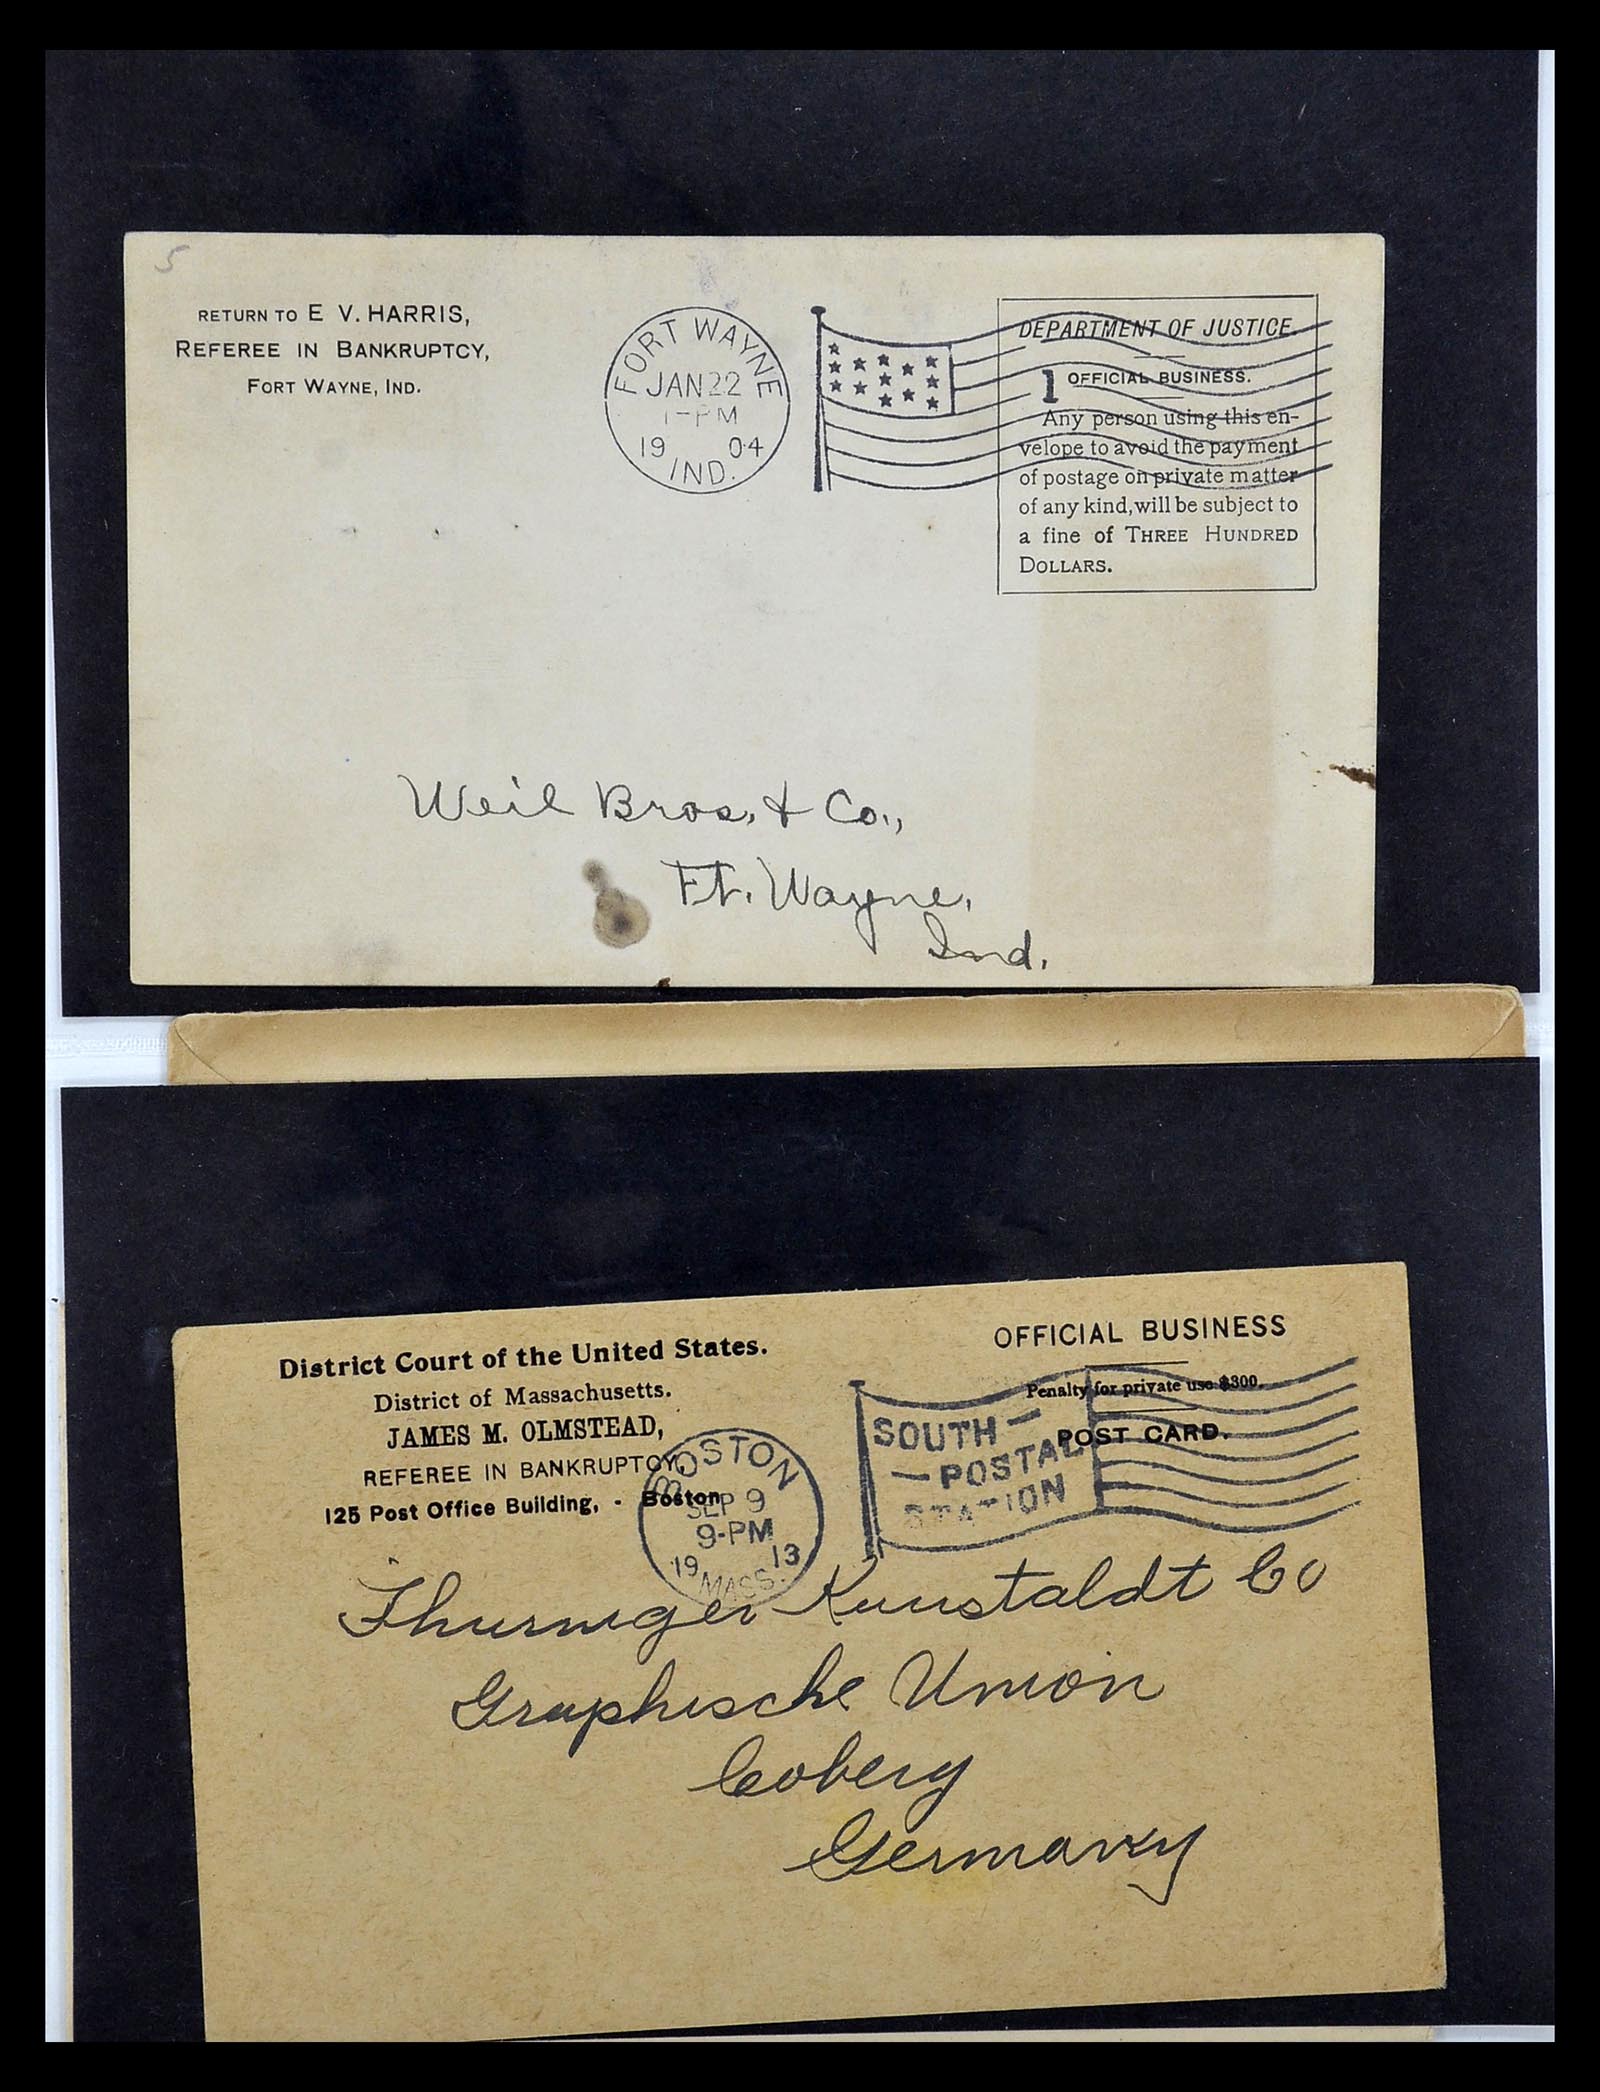 5
RETURN TO E V. HARRIS,
REFEREE IN BANKRUPTCY,
FORT WAYNE, IND.
FORT WAYNE
JAN 22
1-PM
19 04
IND.
DEPARTMENT OF JUSTICE.
1 OFFICIAL BUSINESS.
Any person using this en-
velope to avoid the payment
of postage on private matter
of any kind, will be subject to
a fine of THREE HUNDRED
DOLLARS.
Weil Bros, & Co.,
Ft. Wayne,
Ind.
District Court of the United States.
District of Massachusetts.
JAMES M. OLMSTEAD,
REFEREE IN BANKRUPTCY,
125 Post Office Building, - Boston
BOSTON
SEP 9
9-PM
19 13
MASS.
SOUTH
POSTAL
STATION
OFFICIAL BUSINESS
Penalty for private use $300.
POST CARD.
Thuringer Kunstaldt Co
Graphische Union
Coberg
Germany